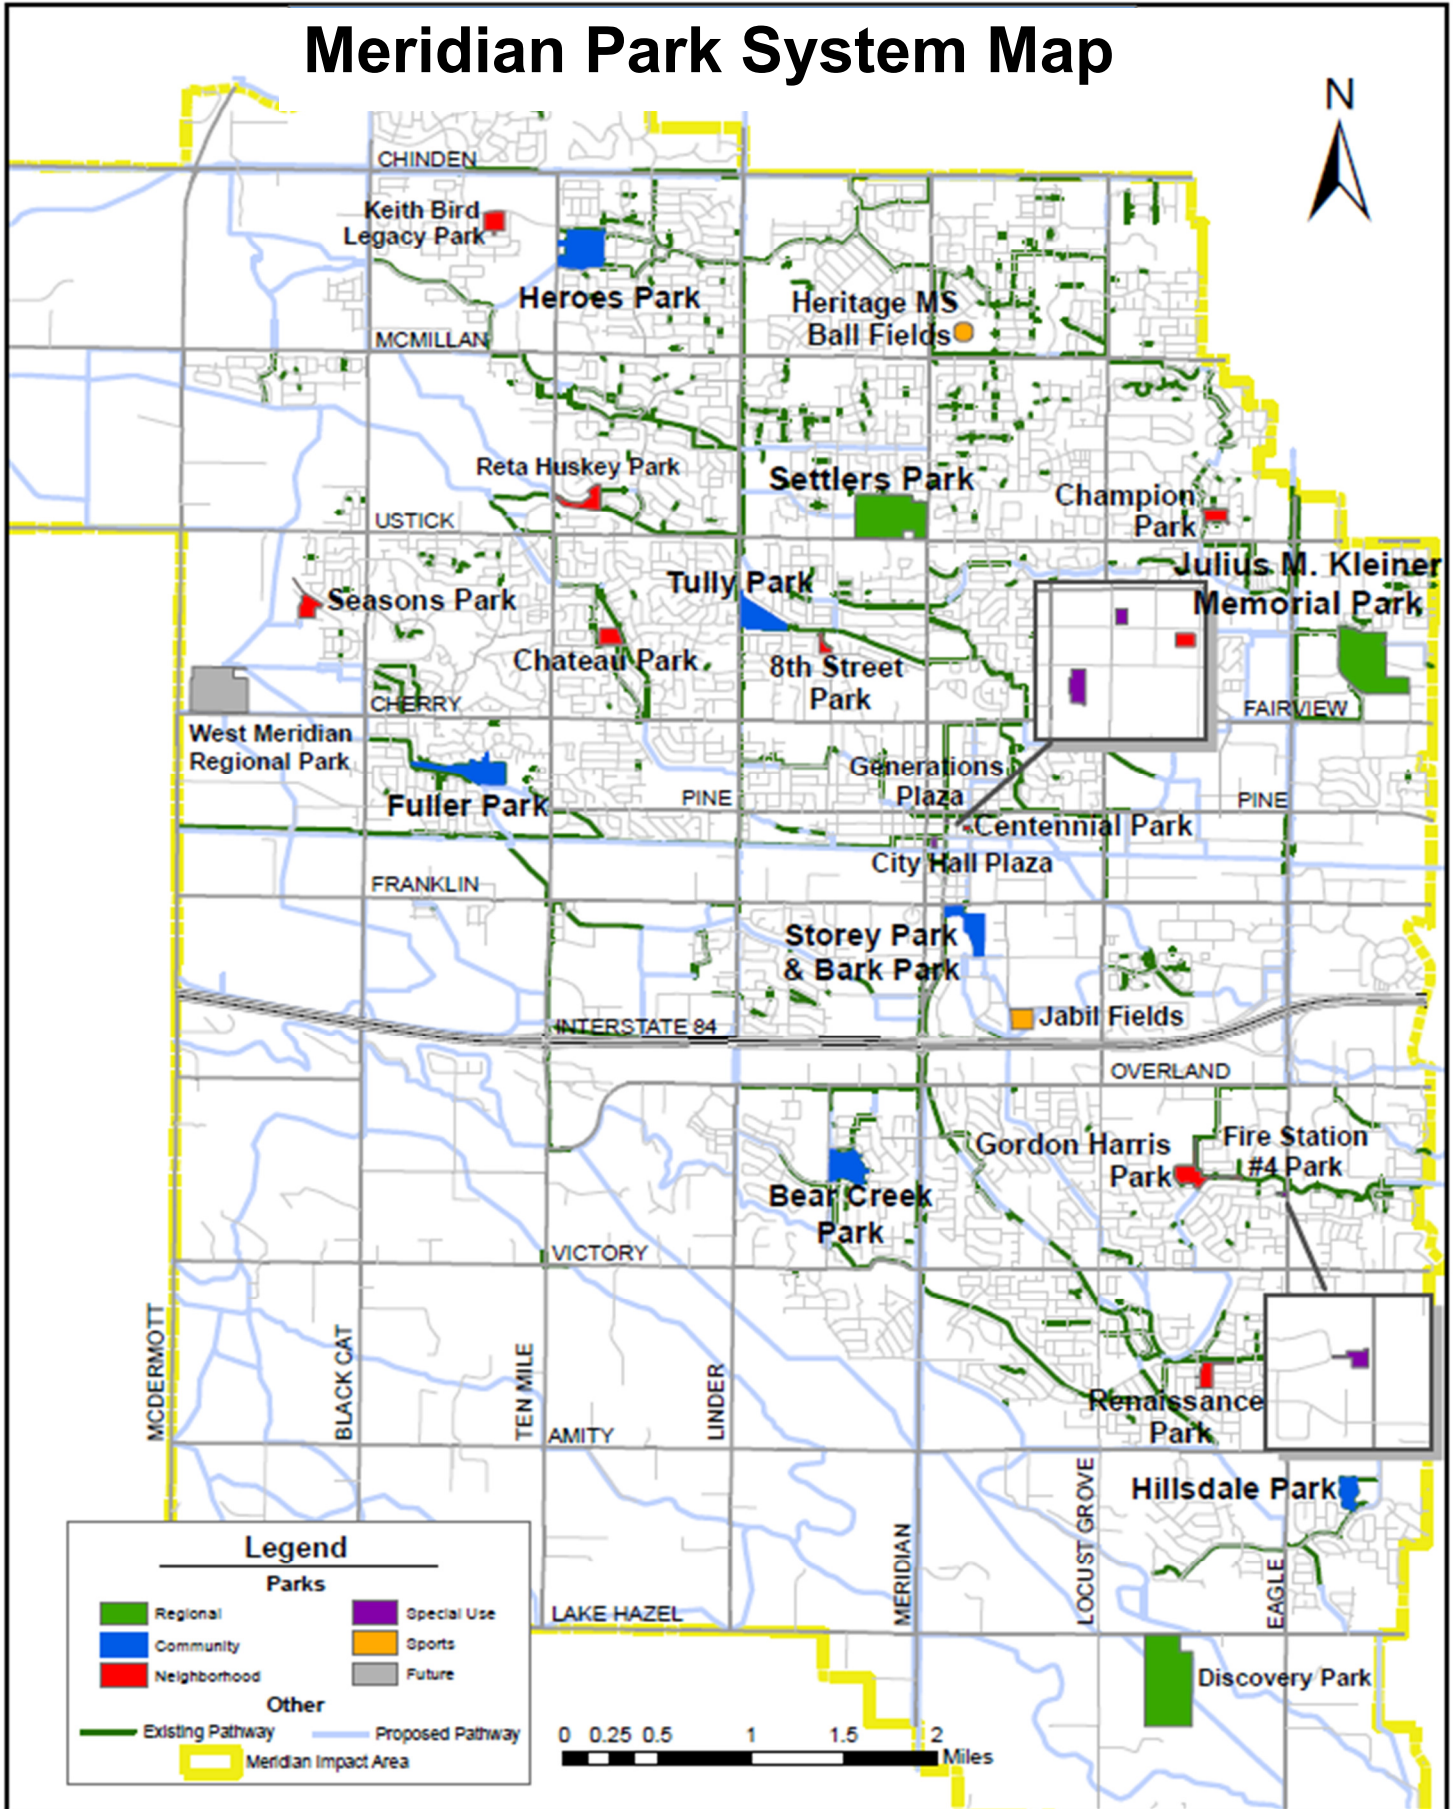 Meridian Park System Map
N
CHINDEN
Keith Bird
Legacy Park
Heroes Park
Heritage MS
Ball Fields
MCMILLAN
Reta Huskey Park
Settlers Park
Champion
Park
USTICK
Julius M. Kleiner
Memorial Park
Tully Park
Seasons Park
Chateau Park
8th Street
Park
CHERRY
FAIRVIEW
West Meridian
Regional Park
Generations
Plaza
Fuller Park
PINE
PINE
Centennial Park
City Hall Plaza
FRANKLIN
Storey Park
& Bark Park
Jabil Fields
INTERSTATE 84
OVERLAND
Gordon Harris
Park
Fire Station
#4 Park
Bear Creek
Park
VICTORY
MCDERMOTT
BLACK CAT
TEN MILE
LINDER
Renaissance
Park
AMITY
Hillsdale Park
MERIDIAN
LOCUST GROVE
EAGLE
LAKE HAZEL
Discovery Park
Legend
Parks
Regional
Special Use
Community
Sports
Neighborhood
Future
Other
Existing Pathway
Proposed Pathway
Meridian Impact Area
0 0.25 0.5 1 1.5 2
Miles